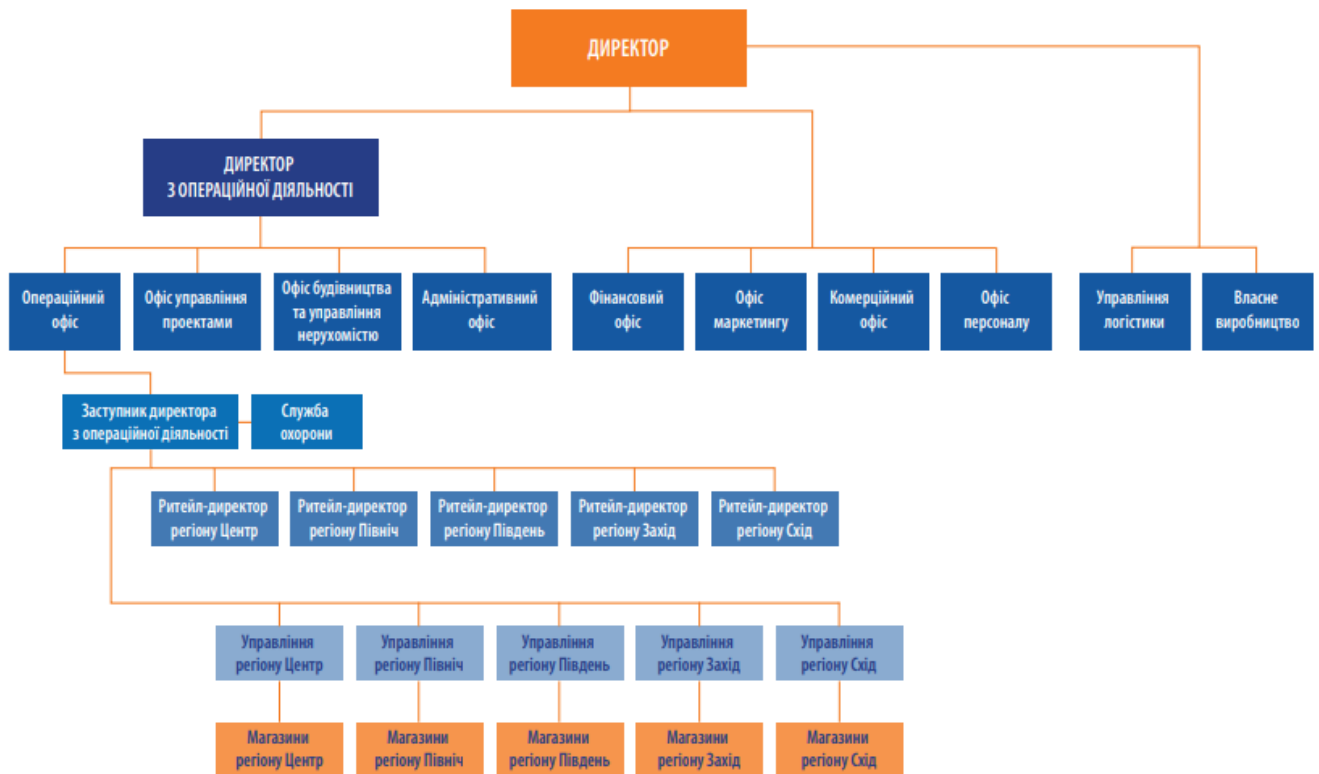 ДИРЕКТОР
ДИРЕКТОР
З ОПЕРАЦІЙНОЇ ДІЯЛЬНОСТІ
Операційний
офіс
Офіс управління
проектами
Офіс будівництва
та управління
нерухомістю
Адміністративний
офіс
Фінансовий
офіс
Офіс
маркетингу
Комерційний
офіс
Офіс
персоналу
Управління
логістики
Власне
виробництво
Заступник директора
з операційної діяльності
Служба
охорони
Ритейл-директор
регіону Центр
Ритейл-директор
регіону Північ
Ритейл-директор
регіону Південь
Ритейл-директор
регіону Захід
Ритейл-директор
регіону Схід
Управління
регіону Центр
Управління
регіону Північ
Управління
регіону Південь
Управління
регіону Захід
Управління
регіону Схід
Магазини
регіону Центр
Магазини
регіону Північ
Магазини
регіону Південь
Магазини
регіону Захід
Магазини
регіону Схід